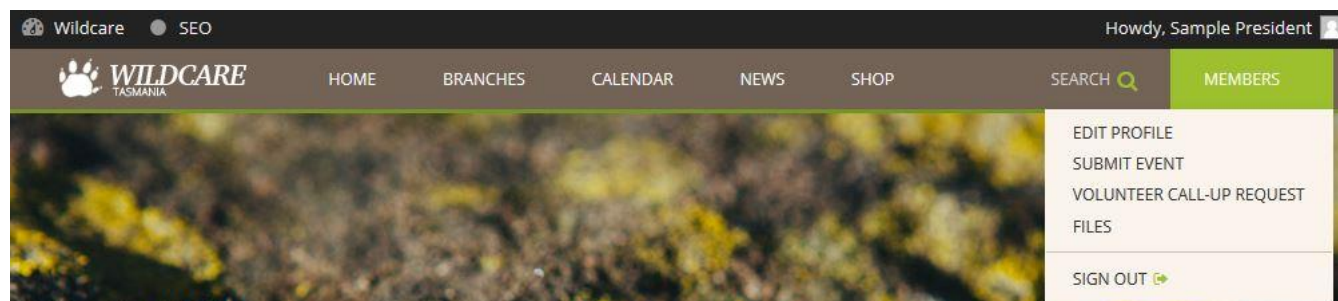 Wildcare SEO Howdy, Sample President
WILDCARE
TASMANIA
HOME BRANCHES CALENDAR NEWS SHOP SEARCH MEMBERS
EDIT PROFILE
SUBMIT EVENT
VOLUNTEER CALL-UP REQUEST
FILES
SIGN OUT